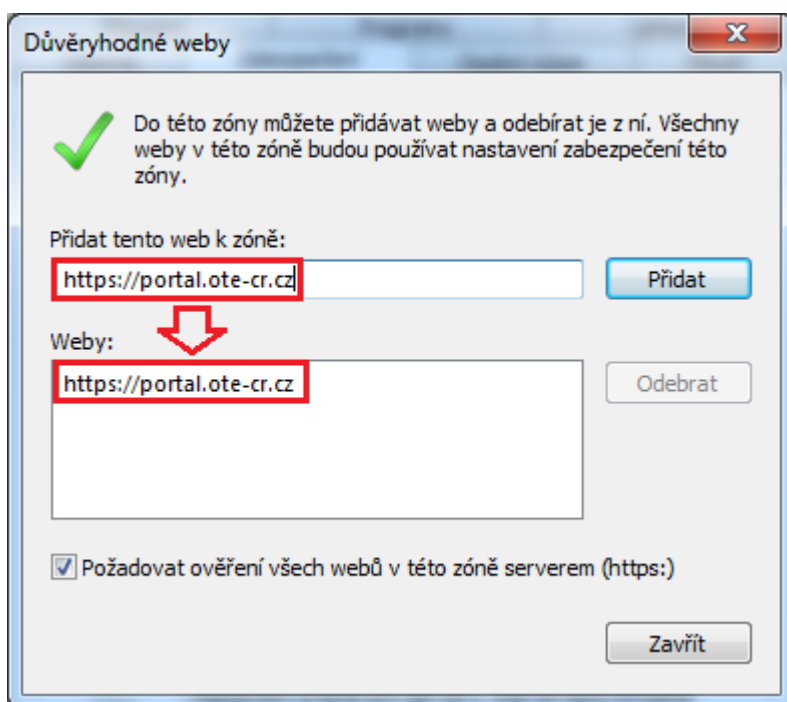 Důvěryhodné weby
Do této zóny můžete přidávat weby a odebírat je z ní. Všechny
weby v této zóně budou používat nastavení zabezpečení této
zóny.
Přidat tento web k zóně:
https://portal.ote-cr.cz
Přidat
Weby:
https://portal.ote-cr.cz
Odebrat
Požadovat ověření všech webů v této zóně serverem (https:)
Zavřít